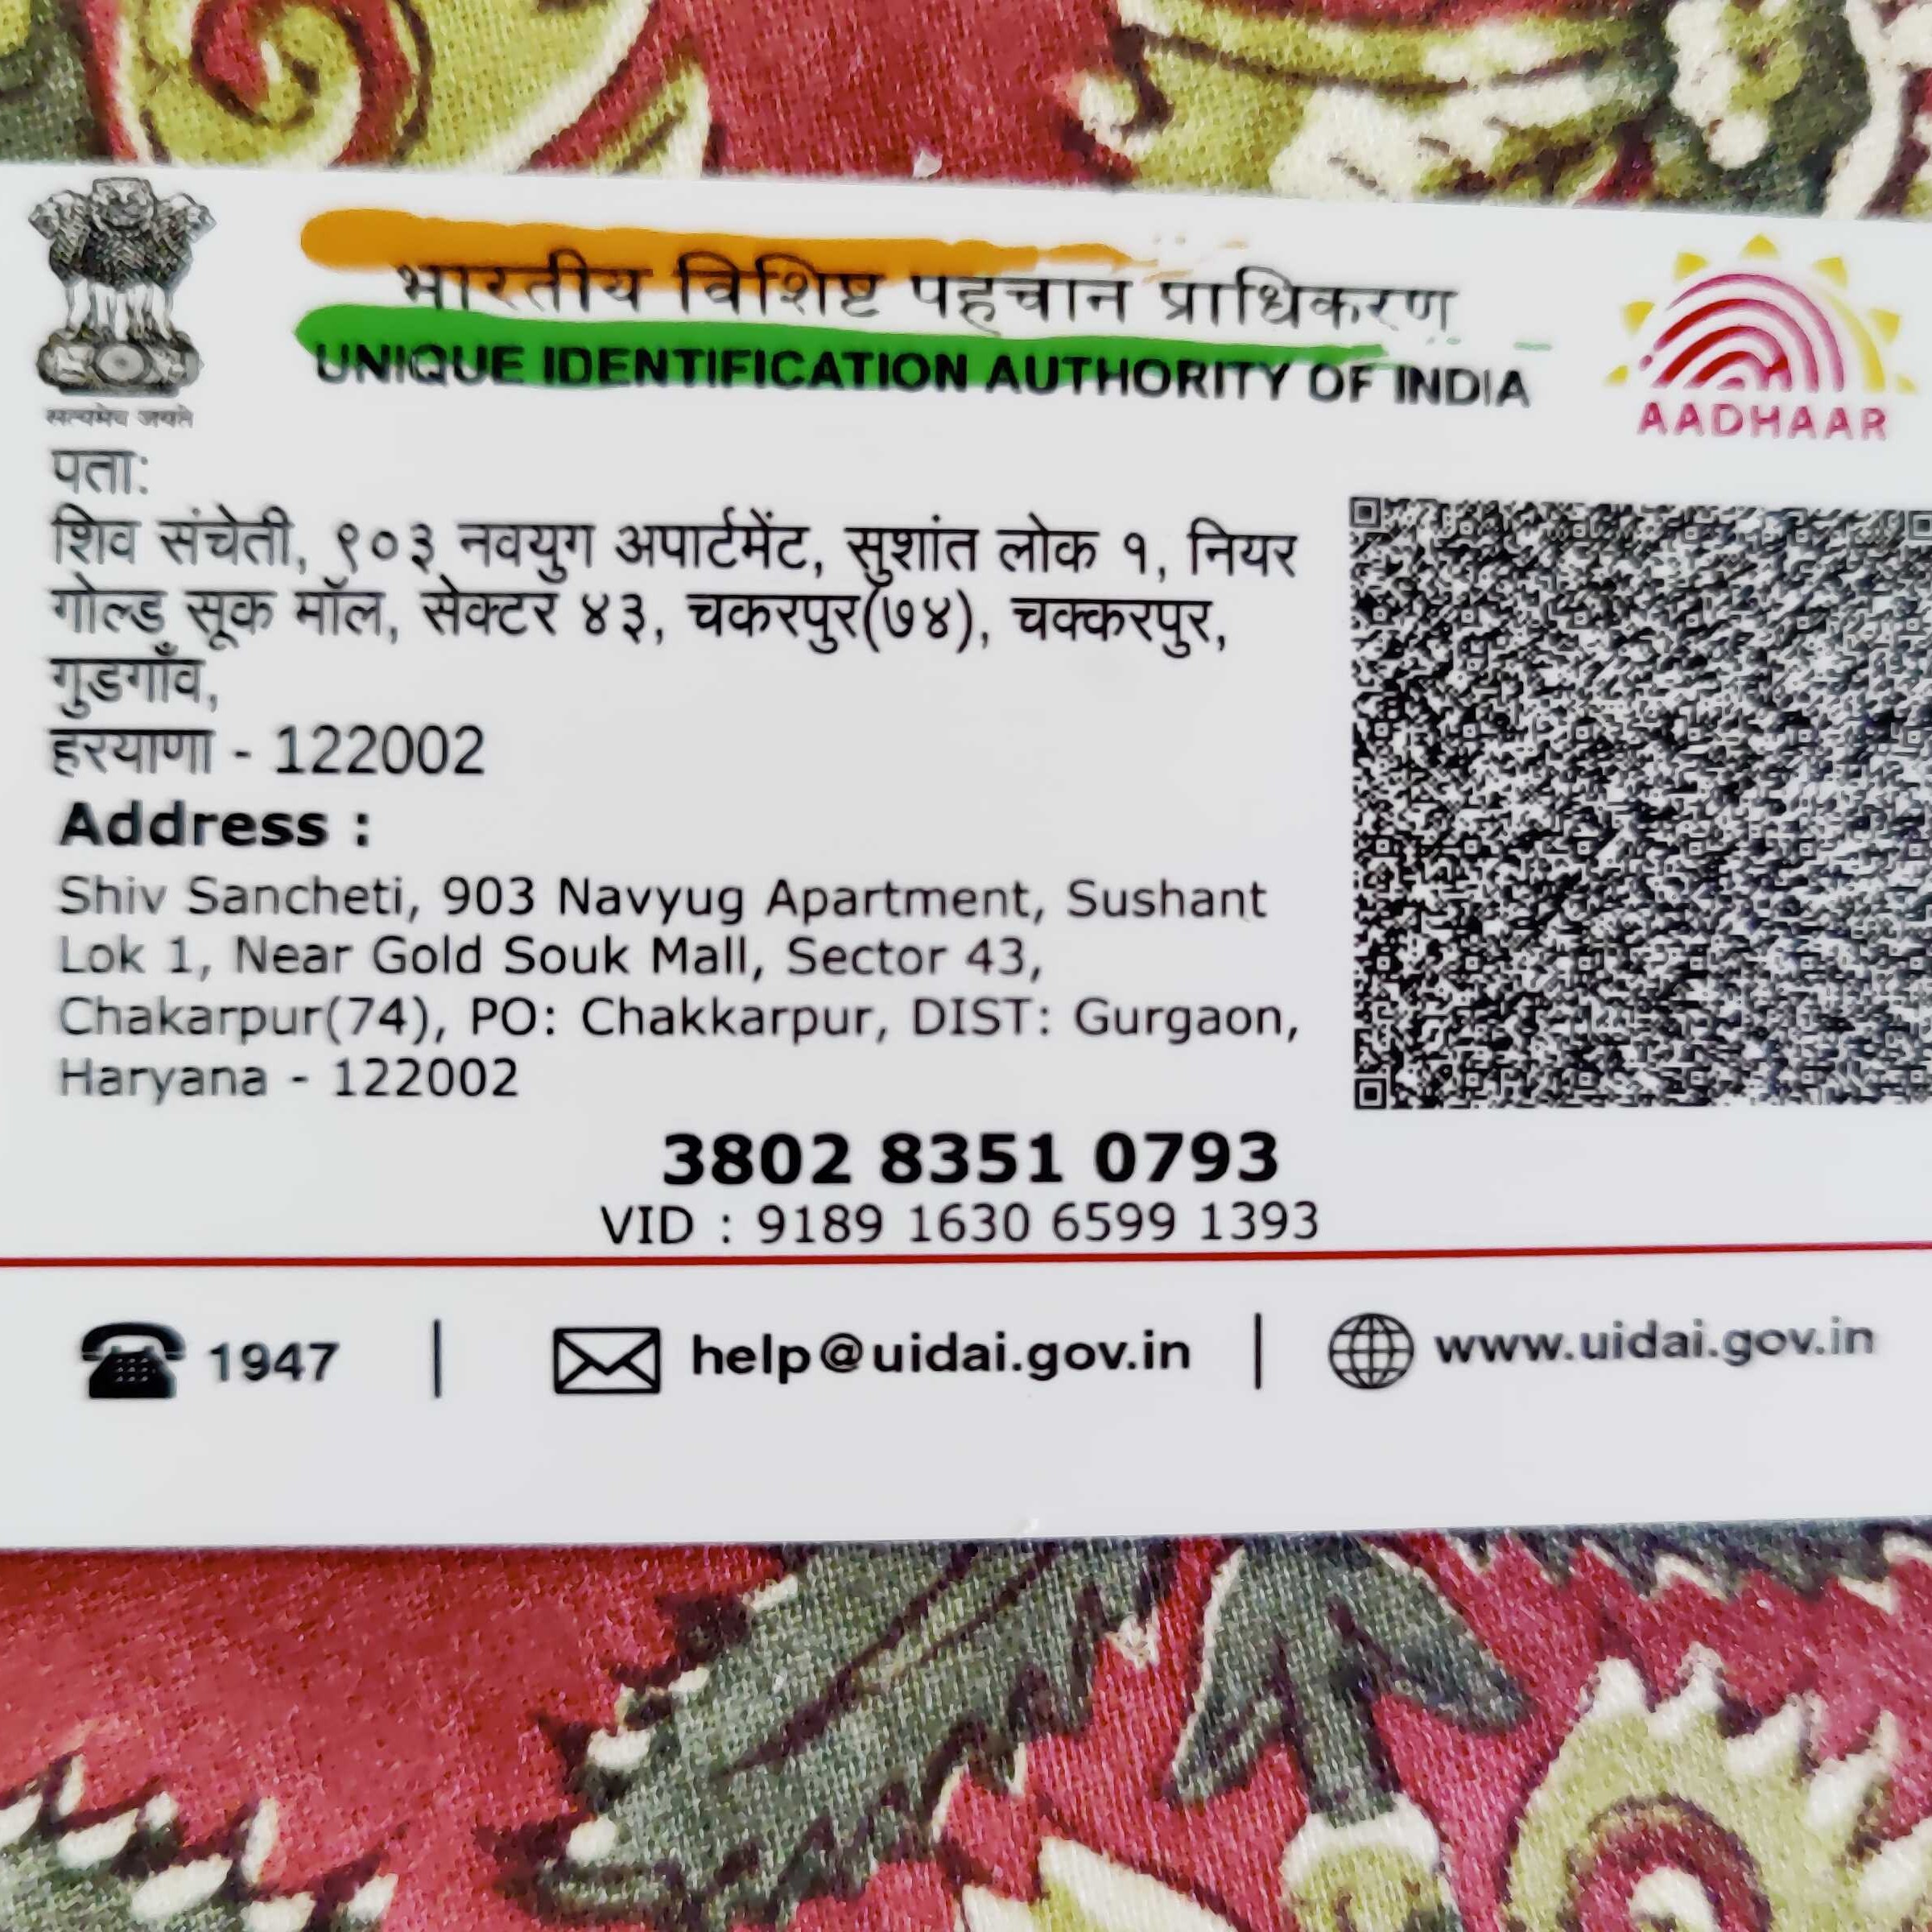 भारतीय विशिष्ट पहचान प्राधिकरण
UNIQUE IDENTIFICATION AUTHORITY OF INDIA
सत्यमेव जयते
AADHAAR
पता:
शिव संचेती, ९०३ नवयुग अपार्टमेंट, सुशांत लोक १, नियर
गोल्ड सूक मॉल, सेक्टर ४३, चकरपुर(७४), चक्करपुर,
गुडगाँव,
हरयाणा - 122002
Address :
Shiv Sancheti, 903 Navyug Apartment, Sushant
Lok 1, Near Gold Souk Mall, Sector 43,
Chakarpur(74), PO: Chakkarpur, DIST: Gurgaon,
Haryana - 122002
3802 8351 0793
VID : 9189 1630 6599 1393
1947 | help@uidai.gov.in | www.uidai.gov.in